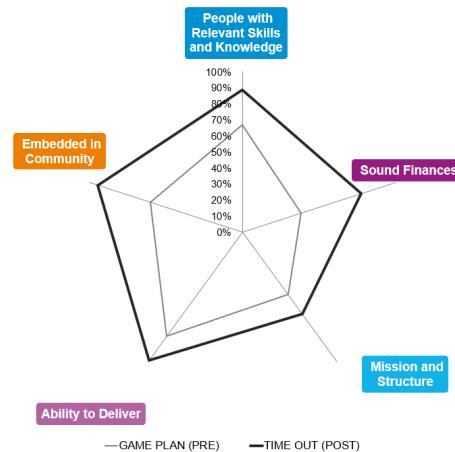 People with
Relevant Skills
and Knowledge
100%
90%
80%
70%
60%
50%
40%
30%
20%
10%
0%
Embedded in
Community
Sound Finances
Mission and
Structure
Ability to Deliver
GAME PLAN (PRE)
TIME OUT (POST)